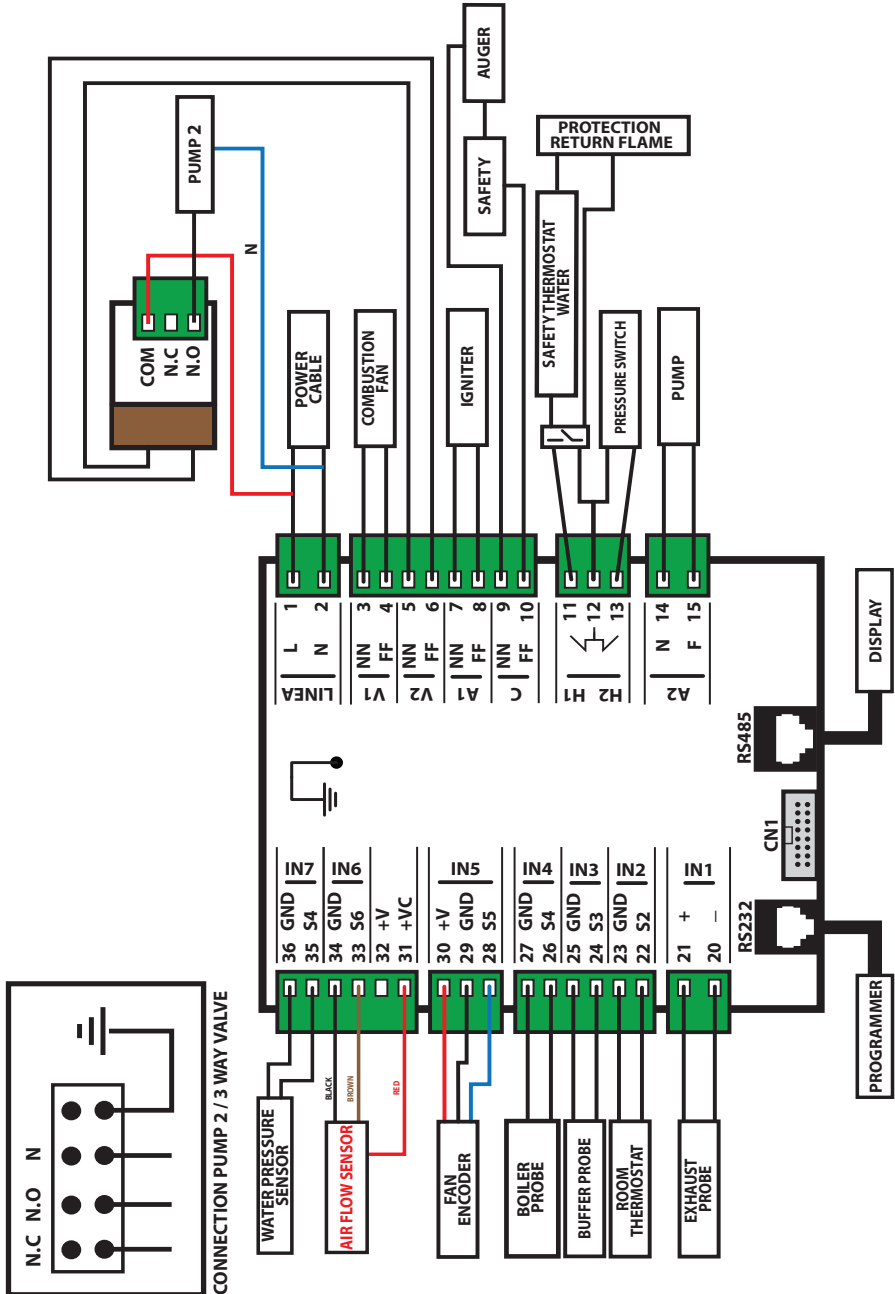 AUGER
SAFETY
PROTECTION
RETURN FLAME
PUMP 2
N
COM
N.C
N.O
POWER
CABLE
COMBUSTION
FAN
IGNITER
SAFETY THERMOSTAT
WATER
PRESSURE SWITCH
PUMP
LINEA
L 1
N 2
V1
NN 3
FF 4
V2
NN 5
FF 6
A1
NN 7
FF 8
C
NN 9
FF 10
H1
H2
11
12
13
A2
N 14
F 15
RS485
DISPLAY
CN1
RS232
PROGRAMMER
IN7
36 GND
35 S4
IN6
34 GND
33 S6
32 +V
31 +VC
IN5
30 +V
29 GND
28 S5
IN4
27 GND
26 S4
IN3
25 GND
24 S3
IN2
23 GND
22 S2
IN1
21 +
20 −
WATER PRESSURE
SENSOR
BLACK
BROWN
RED
AIR FLOW SENSOR
FAN
ENCODER
BOILER
PROBE
BUFFER PROBE
ROOM
THERMOSTAT
EXHAUST
PROBE
N.C N.O N
CONNECTION PUMP 2 / 3 WAY VALVE